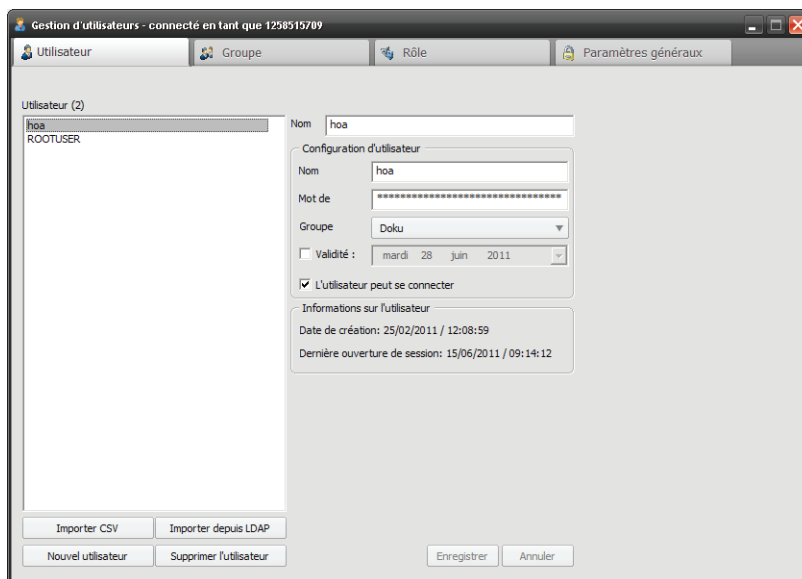 Gestion d'utilisateurs - connecté en tant que 1258515709
Utilisateur
Groupe
Rôle
Paramètres généraux
Utilisateur (2)
hoa
ROOTUSER
Nom hoa
Configuration d'utilisateur
Nom hoa
Mot de ********************************
Groupe Doku
Validité : mardi 28 juin 2011
L'utilisateur peut se connecter
Informations sur l'utilisateur
Date de création: 25/02/2011 / 12:08:59
Dernière ouverture de session: 15/06/2011 / 09:14:12
Importer CSV
Importer depuis LDAP
Nouvel utilisateur
Supprimer l'utilisateur
Enregistrer
Annuler